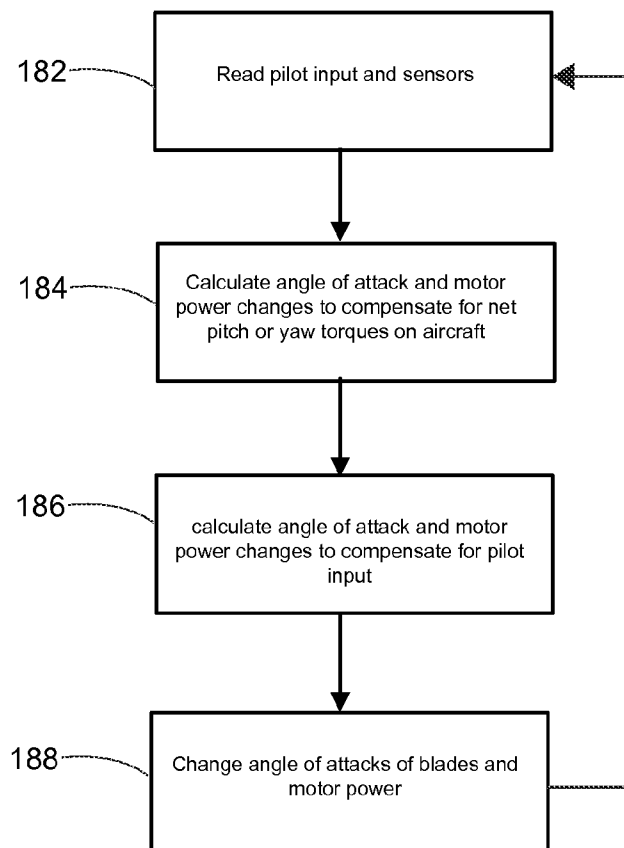 182
Read pilot input and sensors
184
Calculate angle of attack and motor
power changes to compensate for net
pitch or yaw torques on aircraft
186
calculate angle of attack and motor
power changes to compensate for pilot
input
188
Change angle of attacks of blades and
motor power